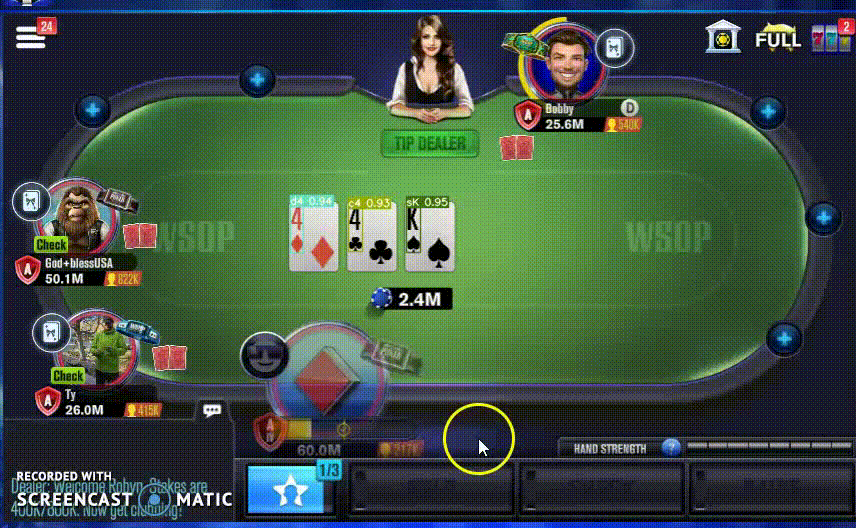 24
2
FULL
Bobby
D
A
25.6M
540K
TIP DEALER
d4 0.94
c4 0.93
sK 0.95
4
4
K
WSOP
WSOP
Check
God+blessUSA
A
50.1M
622K
2.4M
Check
Ty
A
26.0M
415K
60.0M
HAND STRENGTH
?
1/3
RECORDED WITH
SCREENCAST MATIC
Dealer: Welcome Robyn. Stakes are
400K/800K. Now get